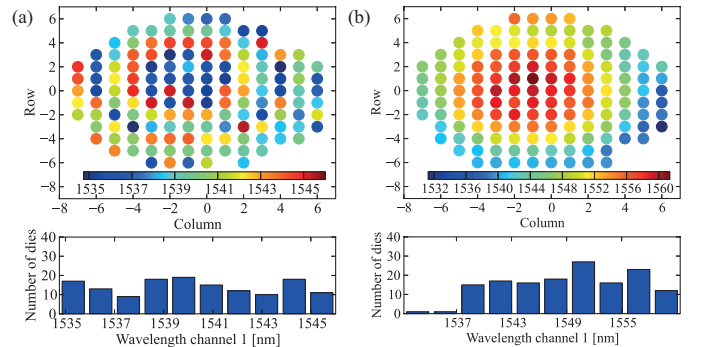 (a)
(b)
Row
6
4
2
0
−2
−4
−6
−8
1535 1537 1539 1541 1543 1545
−8 −6 −4 −2 0 2 4 6
Column
Row
6
4
2
0
−2
−4
−6
−8
1532 1536 1540 1544 1548 1552 1556 1560
−8 −6 −4 −2 0 2 4 6
Column
Number of dies
40
30
20
10
0
1535 1537 1539 1541 1543 1545
Wavelength channel 1 [nm]
Number of dies
40
30
20
10
0
1537 1543 1549 1555
Wavelength channel 1 [nm]